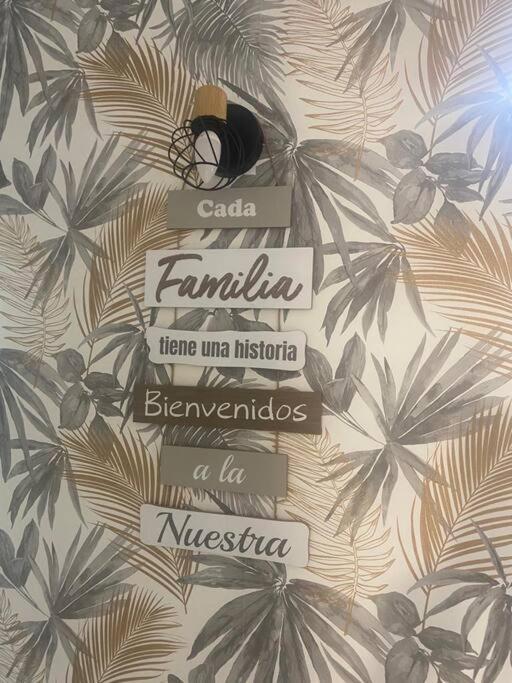 Cada
Familia
tiene una historia
Bienvenidos
a la
Nuestra